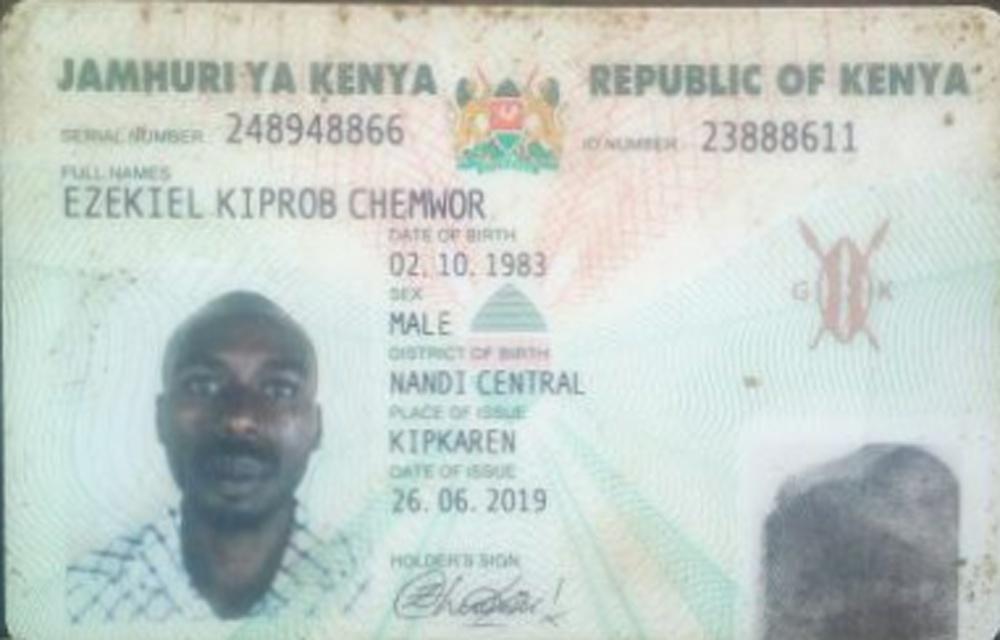 JAMHURI YA KENYA REPUBLIC OF KENYA
SERIAL NUMBER 248948866 ID NUMBER 23888611
FULL NAMES
EZEKIEL KIPROB CHEMWOR
DATE OF BIRTH
02.10.1983
SEX
MALE
G K
DISTRICT OF BIRTH
NANDI CENTRAL
PLACE OF ISSUE
KIPKAREN
DATE OF ISSUE
26.06.2019
HOLDER'S SIGN